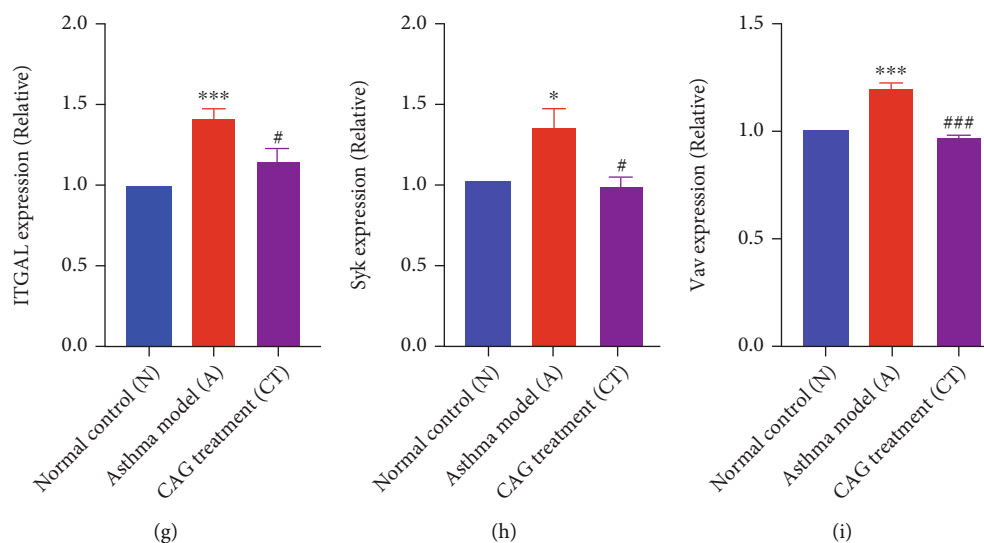 2.0
1.5
1.0
0.5
0.0
ITGAL expression (Relative)
***
#
Normal control (N)
Asthma model (A)
CAG treatment (CT)
(g)
2.0
1.5
1.0
0.5
0.0
Syk expression (Relative)
*
#
Normal control (N)
Asthma model (A)
CAG treatment (CT)
(h)
1.5
1.0
0.5
0.0
Vav expression (Relative)
***
###
Normal control (N)
Asthma model (A)
CAG treatment (CT)
(i)